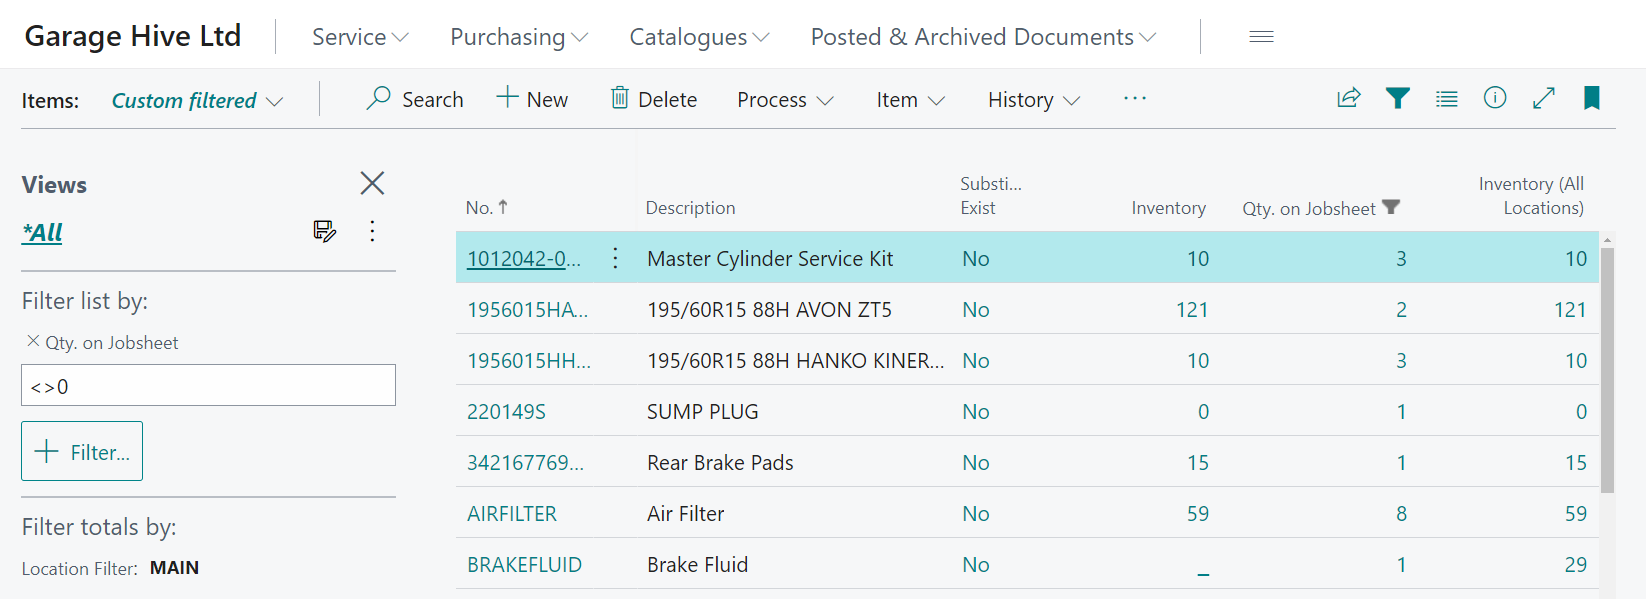 Garage Hive Ltd Service Purchasing Catalogues Posted & Archived Documents
Items: Custom filtered Search New Delete Process Item History ...
Views
*All
Filter list by:
× Qty. on Jobsheet
<>0
+ Filter...
Filter totals by:
Location Filter: MAIN
No. ↑ Description Substi... Exist Inventory Qty. on Jobsheet Inventory (All Locations)
1012042-0... Master Cylinder Service Kit No 10 3 10
1956015HA... 195/60R15 88H AVON ZT5 No 121 2 121
1956015HH... 195/60R15 88H HANKO KINER... No 10 3 10
220149S SUMP PLUG No 0 1 0
342167769... Rear Brake Pads No 15 1 15
AIRFILTER Air Filter No 59 8 59
BRAKEFLUID Brake Fluid No _ 1 29